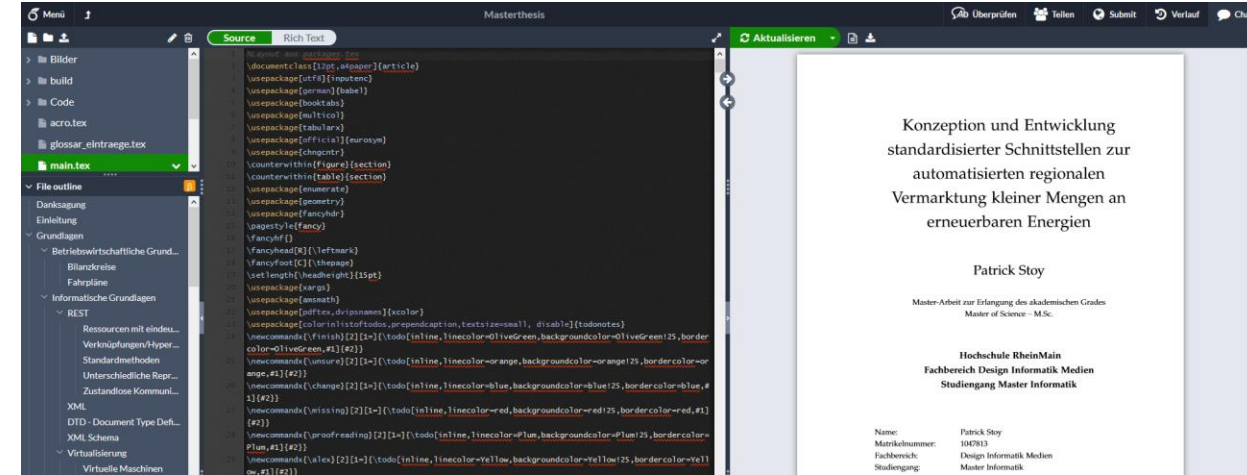 Menü
Masterthesis
Überprüfen
Teilen
Submit
Verlauf
Source
Rich Text
Aktualisieren
Bilder
build
Code
acro.tex
glossar_eintraege.tex
main.tex
File outline
β
Danksagung
Einleitung
Grundlagen
Betriebswirtschaftliche Grund...
Bilanzkreise
Fahrpläne
Informatische Grundlagen
REST
Ressourcen mit eindeu...
Verknüpfungen/Hyper...
Standardmethoden
Unterschiedliche Repr...
Zustandlose Kommuni...
XML
DTD - Document Type Defi...
XML Schema
Virtualisierung
Virtuelle Maschinen
%Layout aus packages.tex
\documentclass[12pt,a4paper]{article}
\usepackage[utf8]{inputenc}
\usepackage[german]{babel}
\usepackage{booktabs}
\usepackage{multicol}
\usepackage{tabularx}
\usepackage[official]{eurosym}
\usepackage{chngcntr}
\counterwithin{figure}{section}
\counterwithin{table}{section}
\usepackage{enumerate}
\usepackage{geometry}
\usepackage{fancyhdr}
\pagestyle{fancy}
\fancyhf{}
\fancyhead[R]{\leftmark}
\fancyfoot[C]{\thepage}
\setlength{\headheight}{15pt}
\usepackage{xargs}
\usepackage{amsmath}
\usepackage[pdftex,dvipsnames]{xcolor}
\usepackage[colorinlistoftodos,prependcaption,textsize=small, disable]{todonotes}
\newcommandx{\finish}[2][1=]{\todo[inline,linecolor=OliveGreen,backgroundcolor=OliveGreen!25,border
color=OliveGreen,#1]{#2}}
\newcommandx{\unsure}[2][1=]{\todo[inline,linecolor=orange,backgroundcolor=orange!25,bordercolor=or
ange,#1]{#2}}
\newcommandx{\change}[2][1=]{\todo[inline,linecolor=blue,backgroundcolor=blue!25,bordercolor=blue,#
1]{#2}}
\newcommandx{\missing}[2][1=]{\todo[inline,linecolor=red,backgroundcolor=red!25,bordercolor=red,#1]
{#2}}
\newcommandx{\proofreading}[2][1=]{\todo[inline,linecolor=Plum,backgroundcolor=Plum!25,bordercolor=
Plum,#1]{#2}}
\newcommandx{\alex}[2][1=]{\todo[inline,linecolor=Yellow,backgroundcolor=Yellow!25,bordercolor=Yell
ow,#1]{#2}}
Konzeption und Entwicklung
standardisierter Schnittstellen zur
automatisierten regionalen
Vermarktung kleiner Mengen an
erneuerbaren Energien
Patrick Stoy
Master-Arbeit zur Erlangung des akademischen Grades
Master of Science – M.Sc.
Hochschule RheinMain
Fachbereich Design Informatik Medien
Studiengang Master Informatik
Name: Patrick Stoy
Matrikelnummer: 1047813
Fachbereich: Design Informatik Medien
Studiengang: Master Informatik